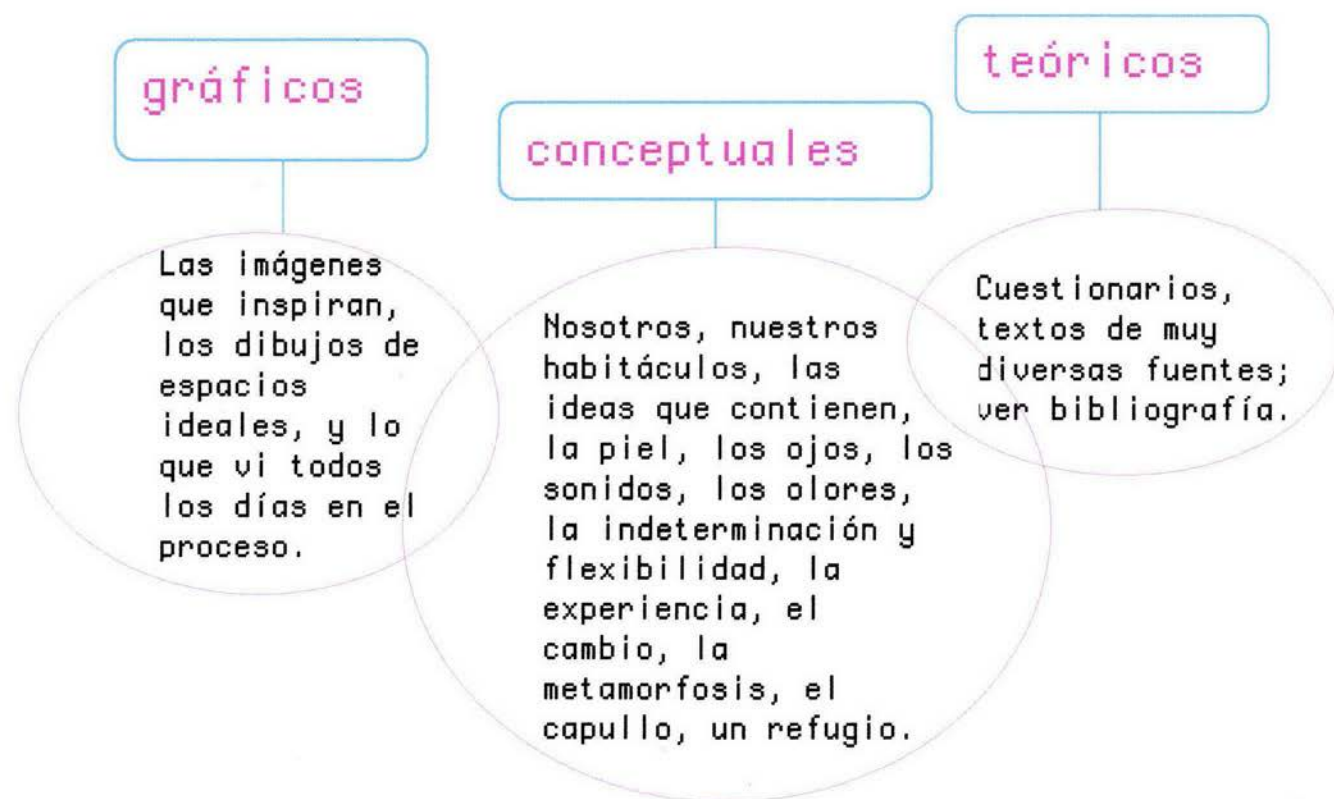 gráficos
Las imágenes
que inspiran,
los dibujos de
espacios
ideales, y lo
que vi todos
los días en el
proceso.
conceptuales
Nosotros, nuestros
habitáculos, las
ideas que contienen,
la piel, los ojos, los
sonidos, los olores,
la indeterminación y
flexibilidad, la
experiencia, el
cambio, la
metamorfosis, el
capullo, un refugio.
teóricos
Cuestionarios,
textos de muy
diversas fuentes;
ver bibliografía.